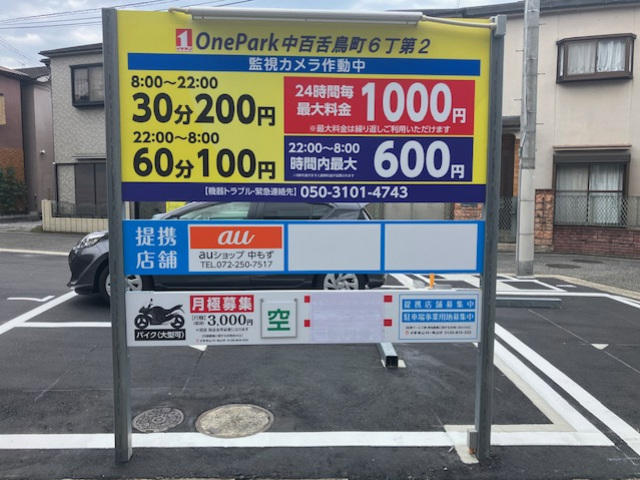 1 OnePark中百舌鳥町6丁第2
監視カメラ作動中
8:00～22:00
30分200円
22:00～8:00
60分100円
24時間毎
最大料金 1000円
※最大料金は繰り返しご利用いただけます
22:00～8:00
時間内最大 600円
【機器トラブル・緊急連絡先】 050-3101-4743
提携
店舗
au
auショップ 中もず
TEL.072-250-7517
バイク(大型可)
月極募集
3,000円
空
提携店舗募集中
駐車場事業用地募集中